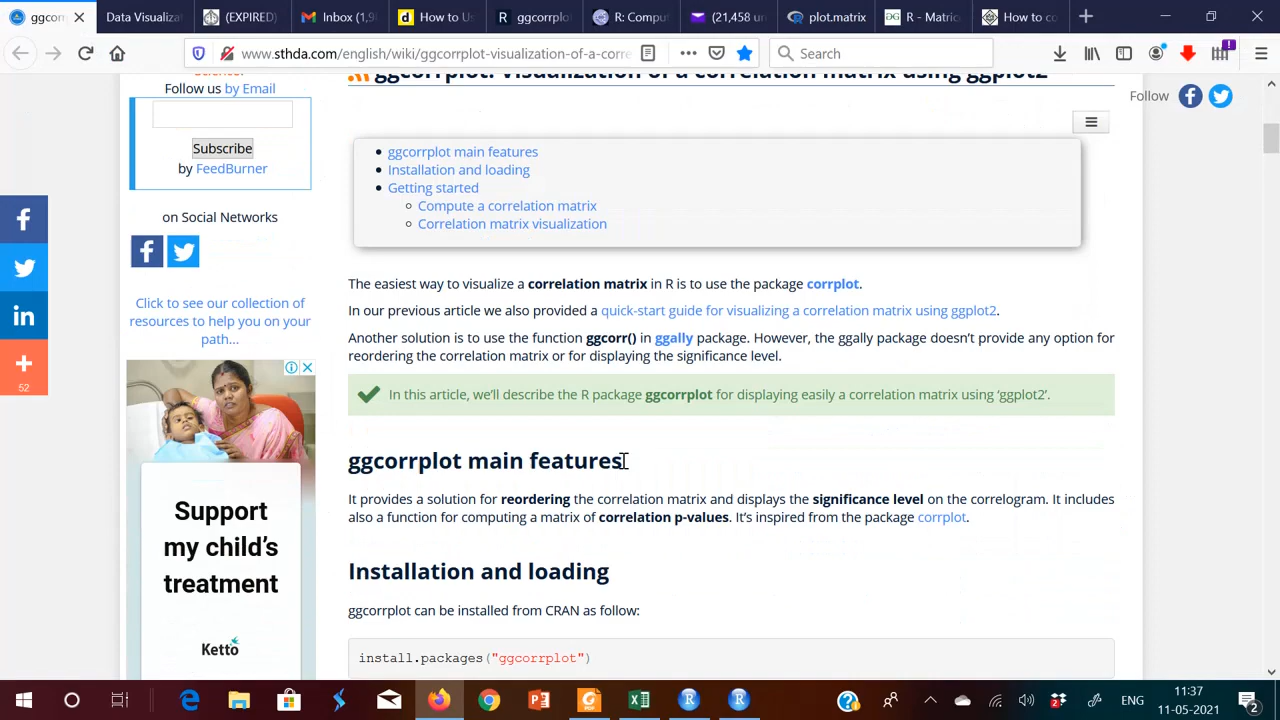 ggcorr
Data Visualiza
(EXPIRED)
Inbox (1,9
How to Us
ggcorrplo
R: Compu
(21,458 un
plot.matrix
R - Matric
How to co
www.sthda.com/english/wiki/ggcorrplot-visualization-of-a-corre
Search
Science!
Follow us by Email
Subscribe
by FeedBurner
on Social Networks
Click to see our collection of
resources to help you on your
path...
Support
my child's
treatment
Ketto
52
ggcorrplot: Visualization of a correlation matrix using ggplot2
Follow
ggcorrplot main features
Installation and loading
Getting started
Compute a correlation matrix
Correlation matrix visualization
The easiest way to visualize a correlation matrix in R is to use the package corrplot.
In our previous article we also provided a quick-start guide for visualizing a correlation matrix using ggplot2.
Another solution is to use the function ggcorr() in ggally package. However, the ggally package doesn't provide any option for
reordering the correlation matrix or for displaying the significance level.
In this article, we'll describe the R package ggcorrplot for displaying easily a correlation matrix using 'ggplot2'.
ggcorrplot main features
It provides a solution for reordering the correlation matrix and displays the significance level on the correlogram. It includes
also a function for computing a matrix of correlation p-values. It's inspired from the package corrplot.
Installation and loading
ggcorrplot can be installed from CRAN as follow:
install.packages("ggcorrplot")
ENG
11:37
11-05-2021
2